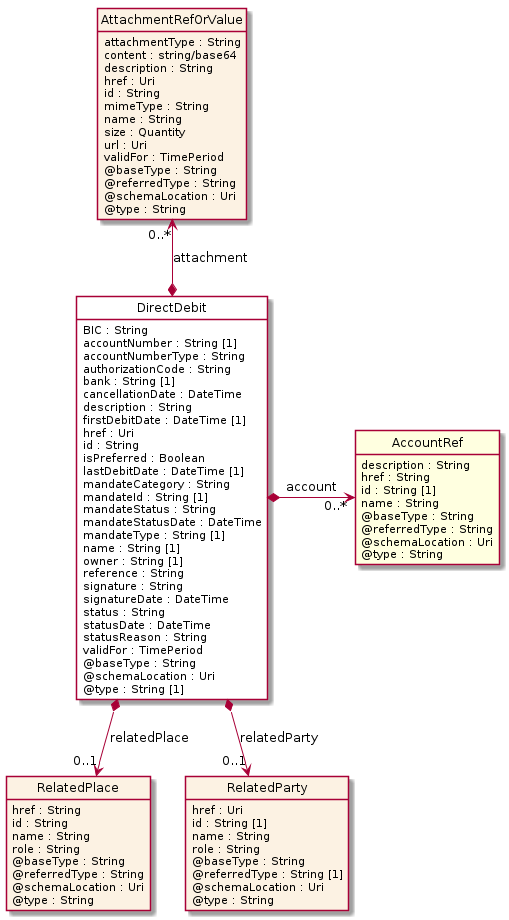 AttachmentRefOrValue
attachmentType : String
content : string/base64
description : String
href : Uri
id : String
mimeType : String
name : String
size : Quantity
url : Uri
validFor : TimePeriod
@baseType : String
@referredType : String
@schemaLocation : Uri
@type : String
0..*
attachment
DirectDebit
BIC : String
accountNumber : String [1]
accountNumberType : String
authorizationCode : String
bank : String [1]
cancellationDate : DateTime
description : String
firstDebitDate : DateTime [1]
href : Uri
id : String
isPreferred : Boolean
lastDebitDate : DateTime [1]
mandateCategory : String
mandateId : String [1]
mandateStatus : String
mandateStatusDate : DateTime
mandateType : String [1]
name : String [1]
owner : String [1]
reference : String
signature : String
signatureDate : DateTime
status : String
statusDate : DateTime
statusReason : String
validFor : TimePeriod
@baseType : String
@schemaLocation : Uri
@type : String [1]
account
0..*
AccountRef
description : String
href : String
id : String [1]
name : String
@baseType : String
@referredType : String
@schemaLocation : Uri
@type : String
relatedPlace
0..1
relatedParty
0..1
RelatedPlace
href : String
id : String
name : String
role : String
@baseType : String
@referredType : String
@schemaLocation : Uri
@type : String
RelatedParty
href : Uri
id : String [1]
name : String
role : String
@baseType : String
@referredType : String [1]
@schemaLocation : Uri
@type : String